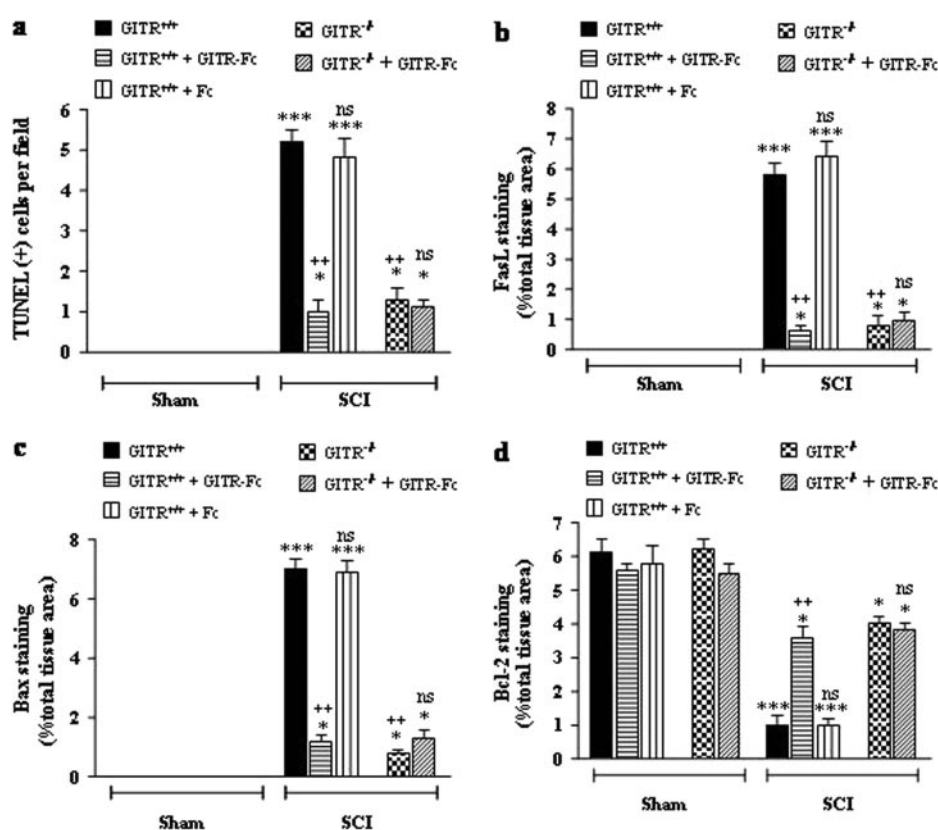 a
GITR+/+
GITR-/-
GITR+/+ + GITR-Fc
GITR-/- + GITR-Fc
GITR+/+ + Fc
TUNEL (+) cells per field
6
5
4
3
2
1
0
***
ns
***
++
*
++
*
ns
*
Sham
SCI
b
GITR+/+
GITR-/-
GITR+/+ + GITR-Fc
GITR-/- + GITR-Fc
GITR+/+ + Fc
FasL staining
(%total tissue area)
8
7
6
5
4
3
2
1
0
***
ns
***
++
*
++
*
ns
*
Sham
SCI
c
GITR+/+
GITR-/-
GITR+/+ + GITR-Fc
GITR-/- + GITR-Fc
GITR+/+ + Fc
Bax staining
(%total tissue area)
8
6
4
2
0
***
ns
***
++
*
++
*
ns
*
Sham
SCI
d
GITR+/+
GITR-/-
GITR+/+ + GITR-Fc
GITR-/- + GITR-Fc
GITR+/+ + Fc
Bcl-2 staining
(%total tissue area)
7
6
5
4
3
2
1
0
***
++
*
ns
***
*
ns
*
Sham
SCI